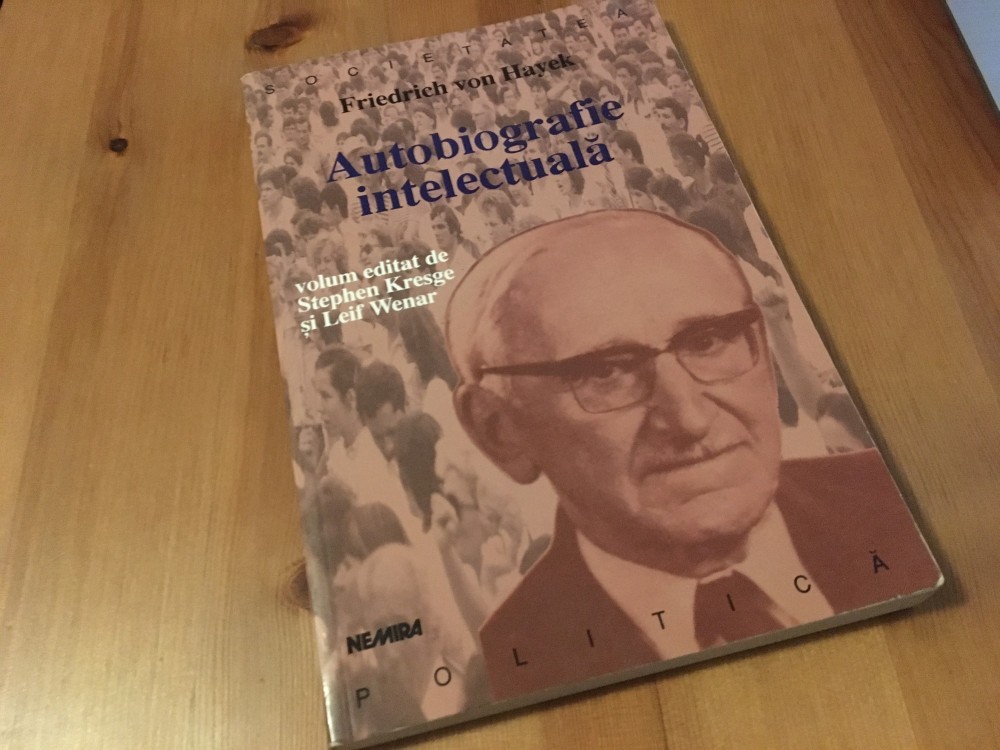 SOCIETATEA
Friedrich von Hayek
Autobiografie
intelectuală
volum editat de
Stephen Kresge
și Leif Wenar
NEMIRA
POLITICĂ